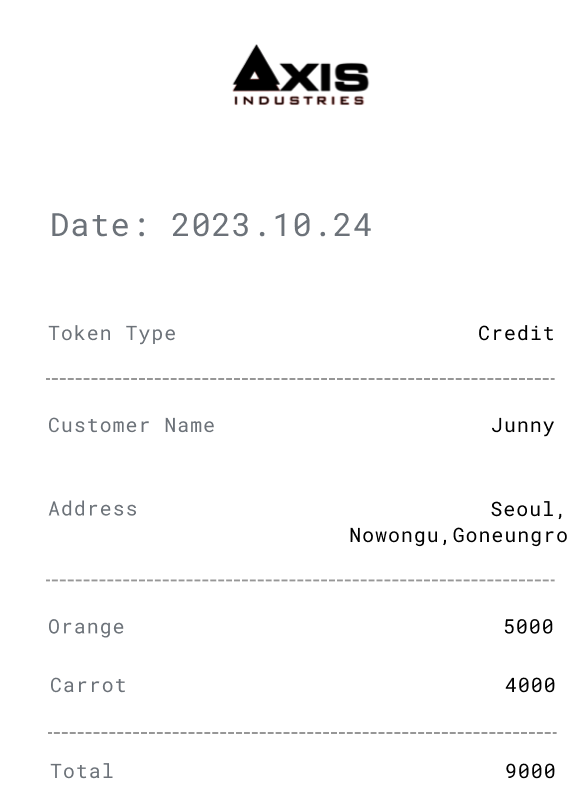 AXIS
INDUSTRIES
Date: 2023.10.24
Token Type Credit
Customer Name Junny
Address Seoul,
Nowongu,Goneungro
Orange 5000
Carrot 4000
Total 9000